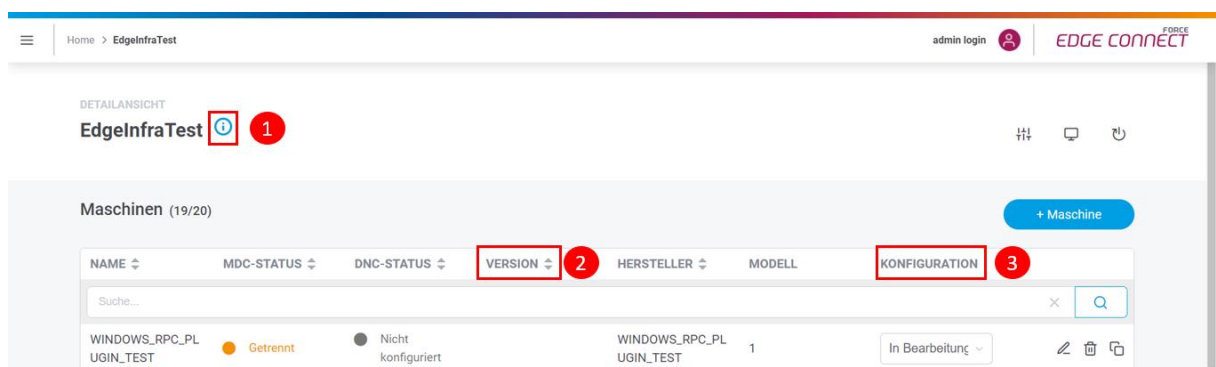 Home > EdgeInfraTest
admin login
FORCE
EDGE CONNECT
DETAILANSICHT
EdgeInfraTest
1
Maschinen (19/20)
+ Maschine
NAME MDC-STATUS DNC-STATUS VERSION 2 HERSTELLER MODELL KONFIGURATION 3
Suche...
WINDOWS_RPC_PL
UGIN_TEST
Getrennt
Nicht
konfiguriert
WINDOWS_RPC_PL
UGIN_TEST
1
In Bearbeitung